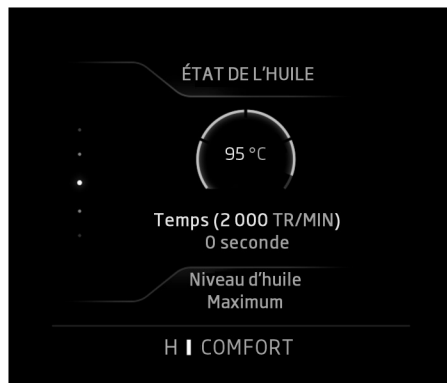 ÉTAT DE L'HUILE
95 °C
Temps (2 000 TR/MIN)
0 seconde
Niveau d'huile
Maximum
H COMFORT